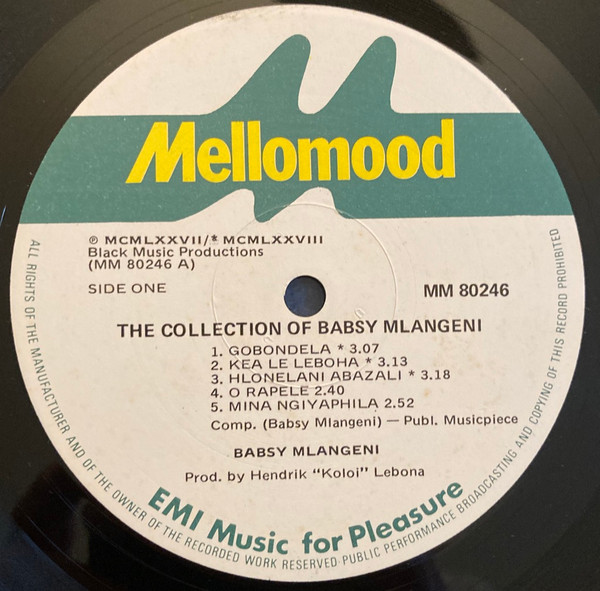 Mellomood
℗ MCMLXXVII/* MCMLXXVIII
Black Music Productions
(MM 80246 A)
SIDE ONE
MM 80246
THE COLLECTION OF BABSY MLANGENI
1. GOBONDELA * 3.07
2. KEA LE LEBOHA * 3.13
3. HLONELANI ABAZALI * 3.18
4. O RAPELE 2.40
5. MINA NGIYAPHILA 2.52
Comp. (Babsy Mlangeni) — Publ. Musicpiece
BABSY MLANGENI
Prod. by Hendrik "Koloi" Lebona
EMI Music for Pleasure
ALL RIGHTS OF THE MANUFACTURER AND OF THE OWNER OF THE RECORDED WORK RESERVED PUBLIC PERFORMANCE BROADCASTING AND COPYING OF THIS RECORD PROHIBITED